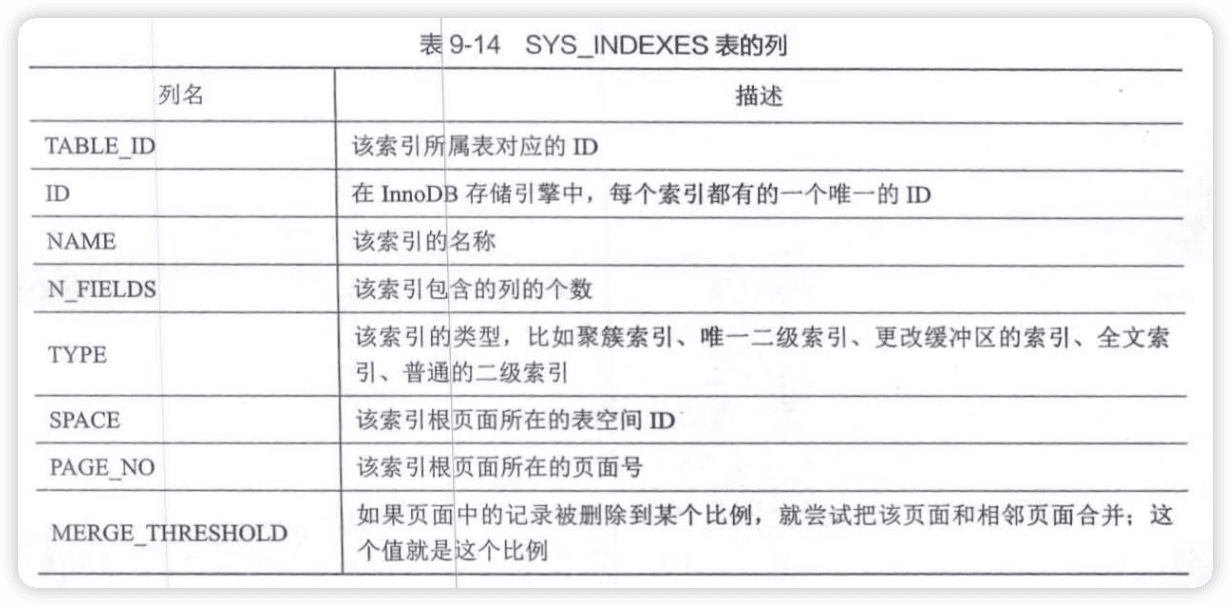 表 9-14 SYS_INDEXES 表的列
列名 描述
TABLE_ID 该索引所属表对应的 ID
ID 在 InnoDB 存储引擎中，每个索引都有的一个唯一的 ID
NAME 该索引的名称
N_FIELDS 该索引包含的列的个数
TYPE 该索引的类型，比如聚簇索引、唯一二级索引、更改缓冲区的索引、全文索
引、普通的二级索引
SPACE 该索引根页面所在的表空间 ID
PAGE_NO 该索引根页面所在的页面号
MERGE_THRESHOLD 如果页面中的记录被删除到某个比例，就尝试把该页面和相邻页面合并；这
个值就是这个比例